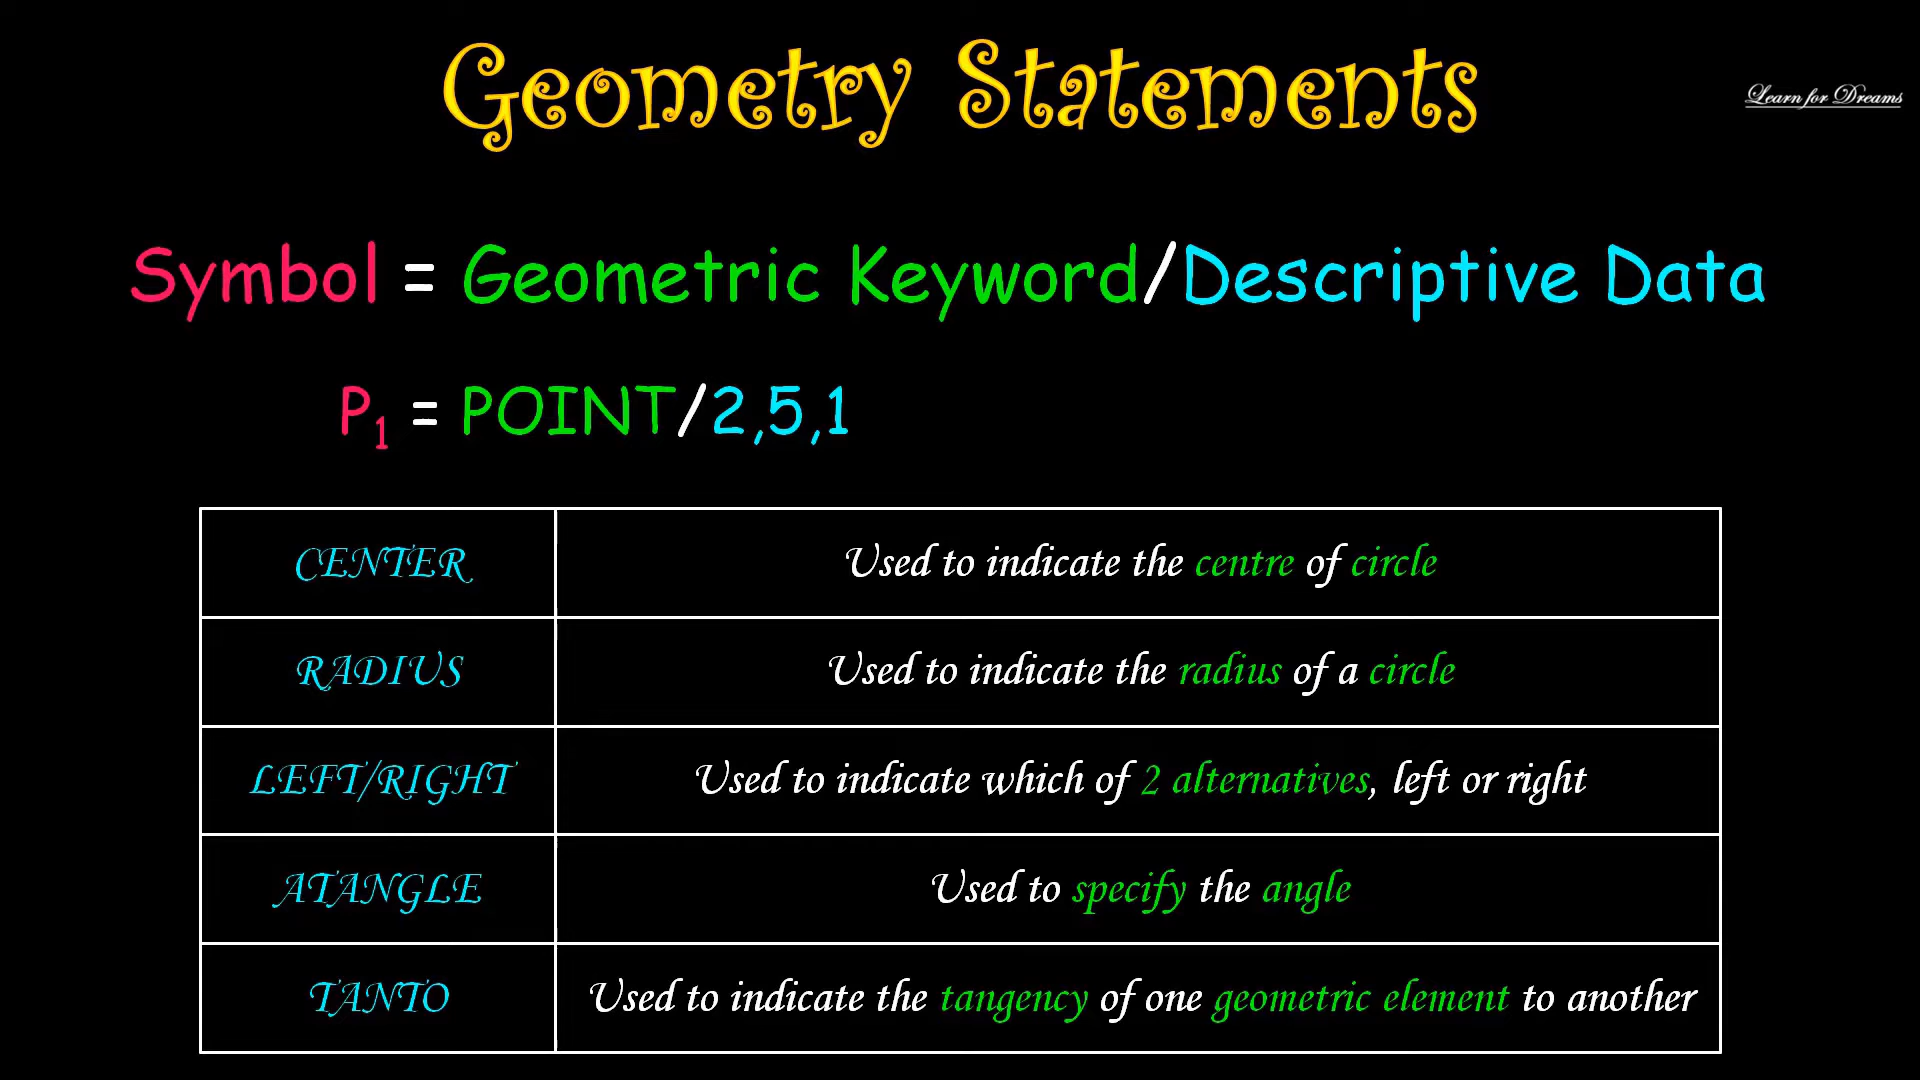 Geometry Statements
Learn for Dreams
Symbol = Geometric Keyword/Descriptive Data
P₁ = POINT/2,5,1
CENTER Used to indicate the centre of circle
RADIUS Used to indicate the radius of a circle
LEFT/RIGHT Used to indicate which of 2 alternatives, left or right
ATANGLE Used to specify the angle
TANTO Used to indicate the tangency of one geometric element to another